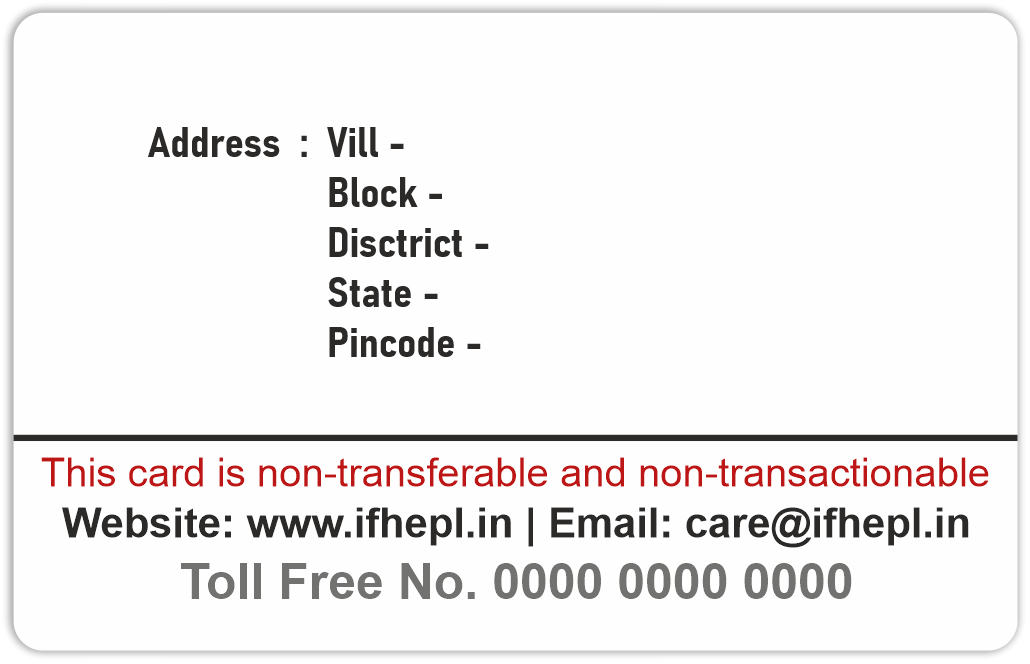 Address : Vill -
Block -
Disctrict -
State -
Pincode -
This card is non-transferable and non-transactionable
Website: www.ifhepl.in | Email: care@ifhepl.in
Toll Free No. 0000 0000 0000